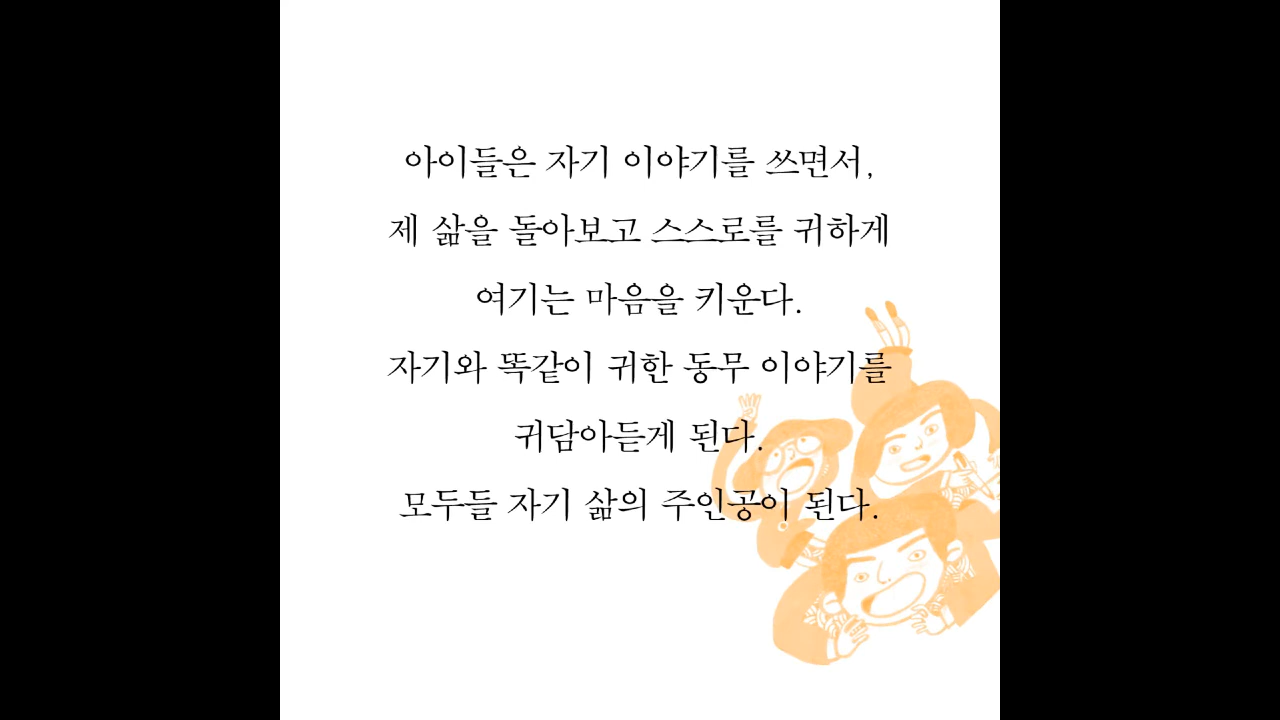 아이들은 자기 이야기를 쓰면서,
제 삶을 돌아보고 스스로를 귀하게
여기는 마음을 키운다.
자기와 똑같이 귀한 동무 이야기를
귀담아듣게 된다.
모두들 자기 삶의 주인공이 된다.